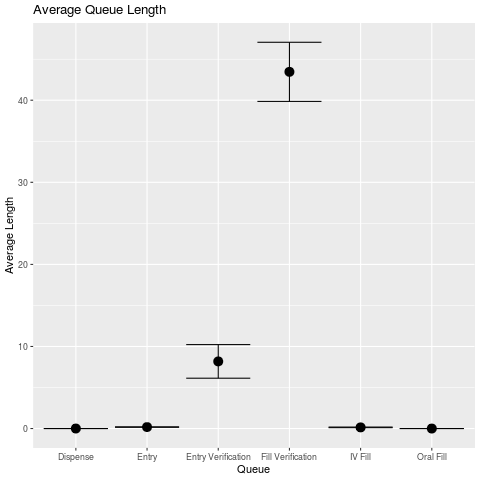 Average Queue Length
Average Length
40
30
20
10
0
Dispense Entry Entry Verification Fill Verification IV Fill Oral Fill
Queue